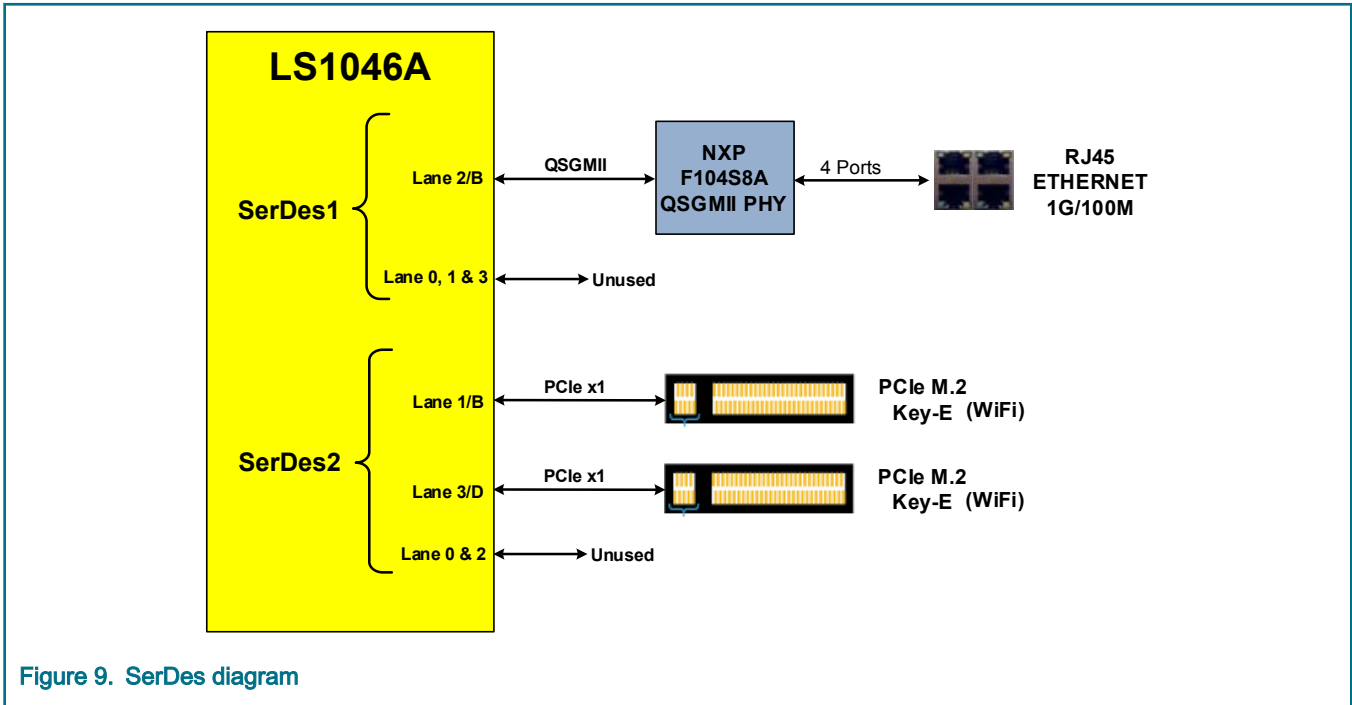 LS1046A
SerDes1
Lane 2/B
QSGMII
NXP
F104S8A
QSGMII PHY
4 Ports
RJ45
ETHERNET
1G/100M
Lane 0, 1 & 3
Unused
SerDes2
Lane 1/B
PCIe x1
PCIe M.2
Key-E (WiFi)
Lane 3/D
PCIe x1
PCIe M.2
Key-E (WiFi)
Lane 0 & 2
Unused
Figure 9. SerDes diagram